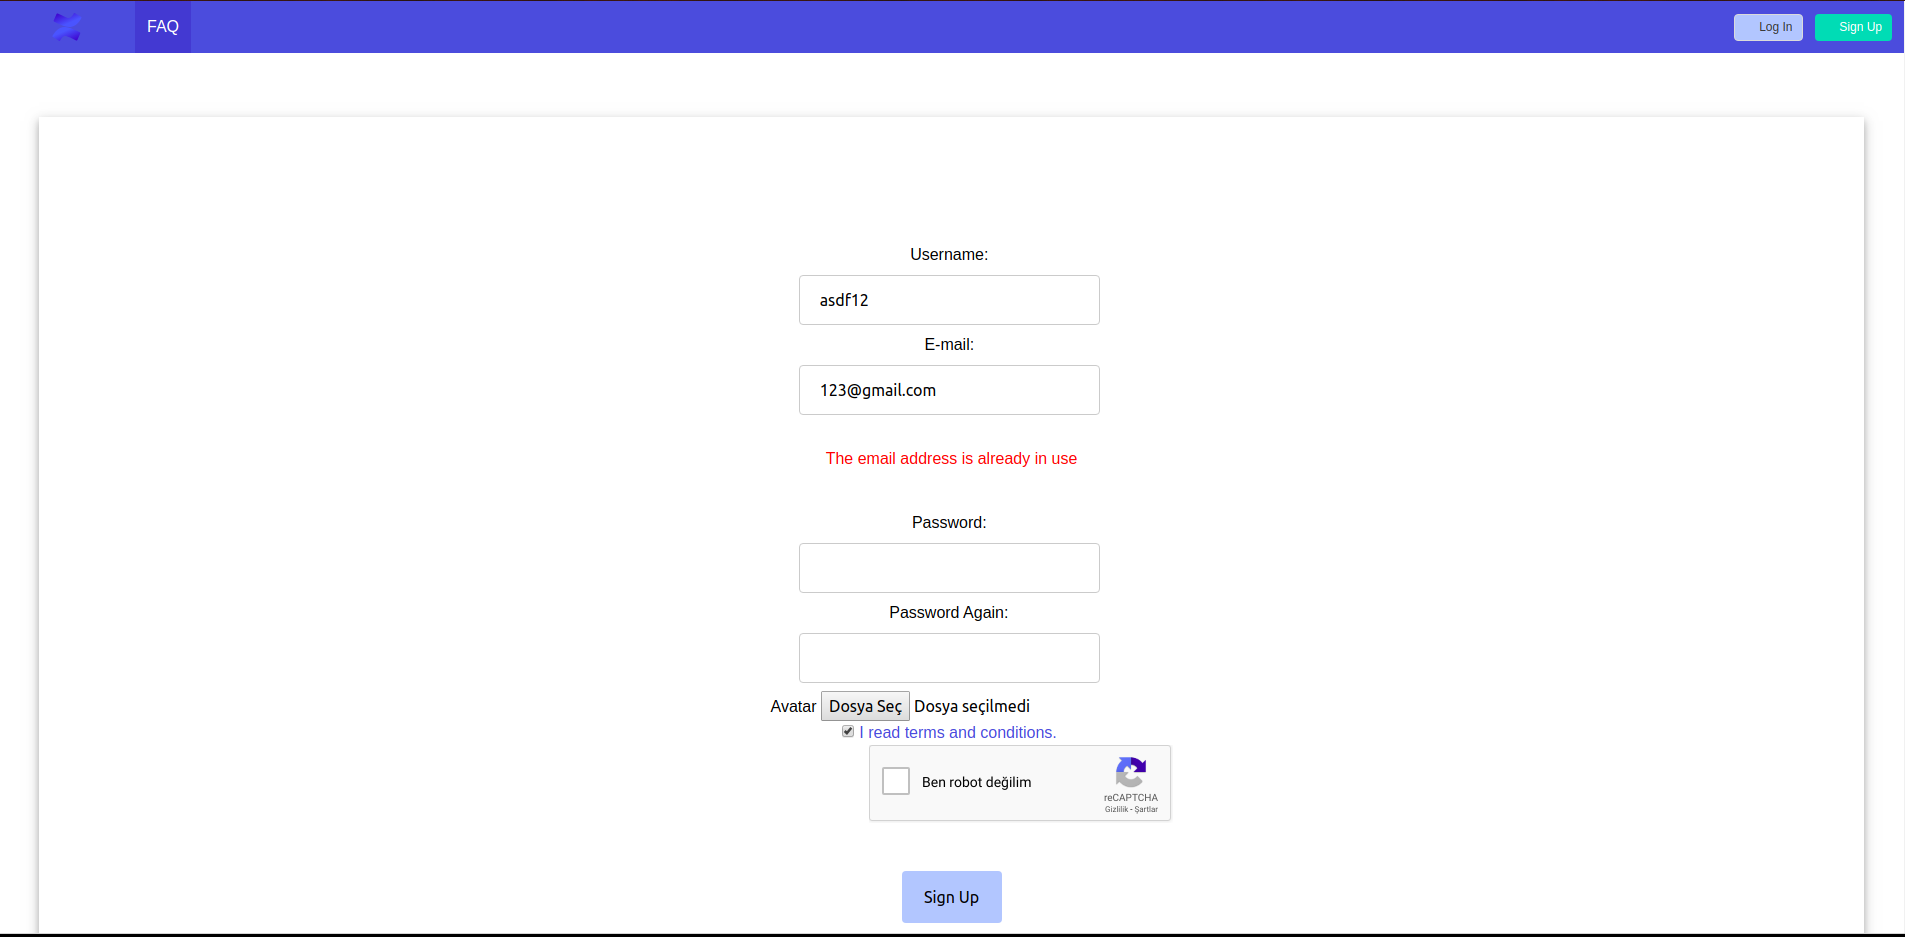 FAQ
Log In
Sign Up
Username:
asdf12
E-mail:
123@gmail.com
The email address is already in use
Password:
Password Again:
Avatar Dosya Seç Dosya seçilmedi
I read terms and conditions.
Ben robot değilim
reCAPTCHA
Gizlilik - Şartlar
Sign Up